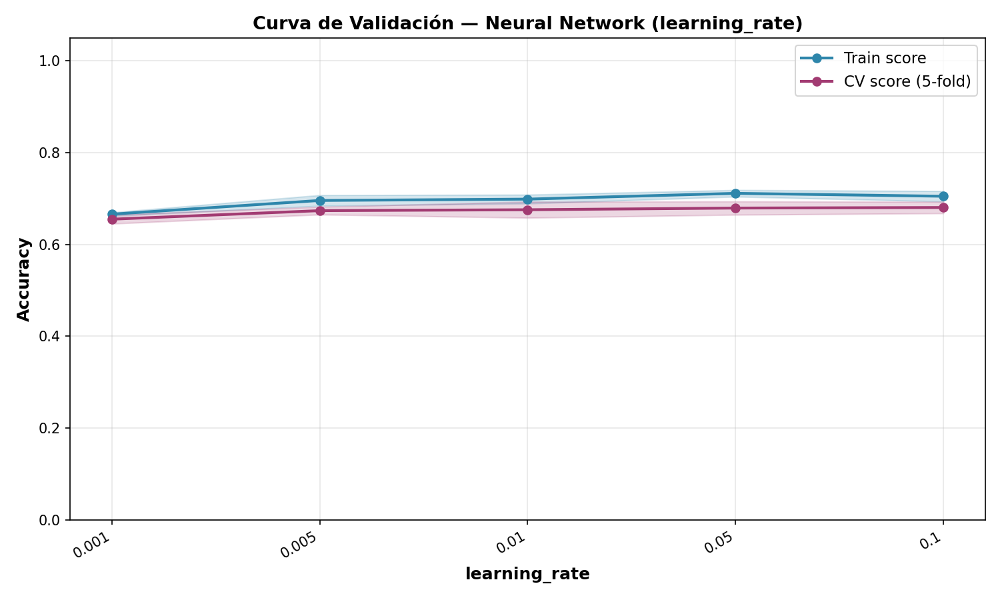 Curva de Validación — Neural Network (learning_rate)
Train score
CV score (5-fold)
Accuracy
1.0
0.8
0.6
0.4
0.2
0.0
0.001
0.005
0.01
0.05
0.1
learning_rate